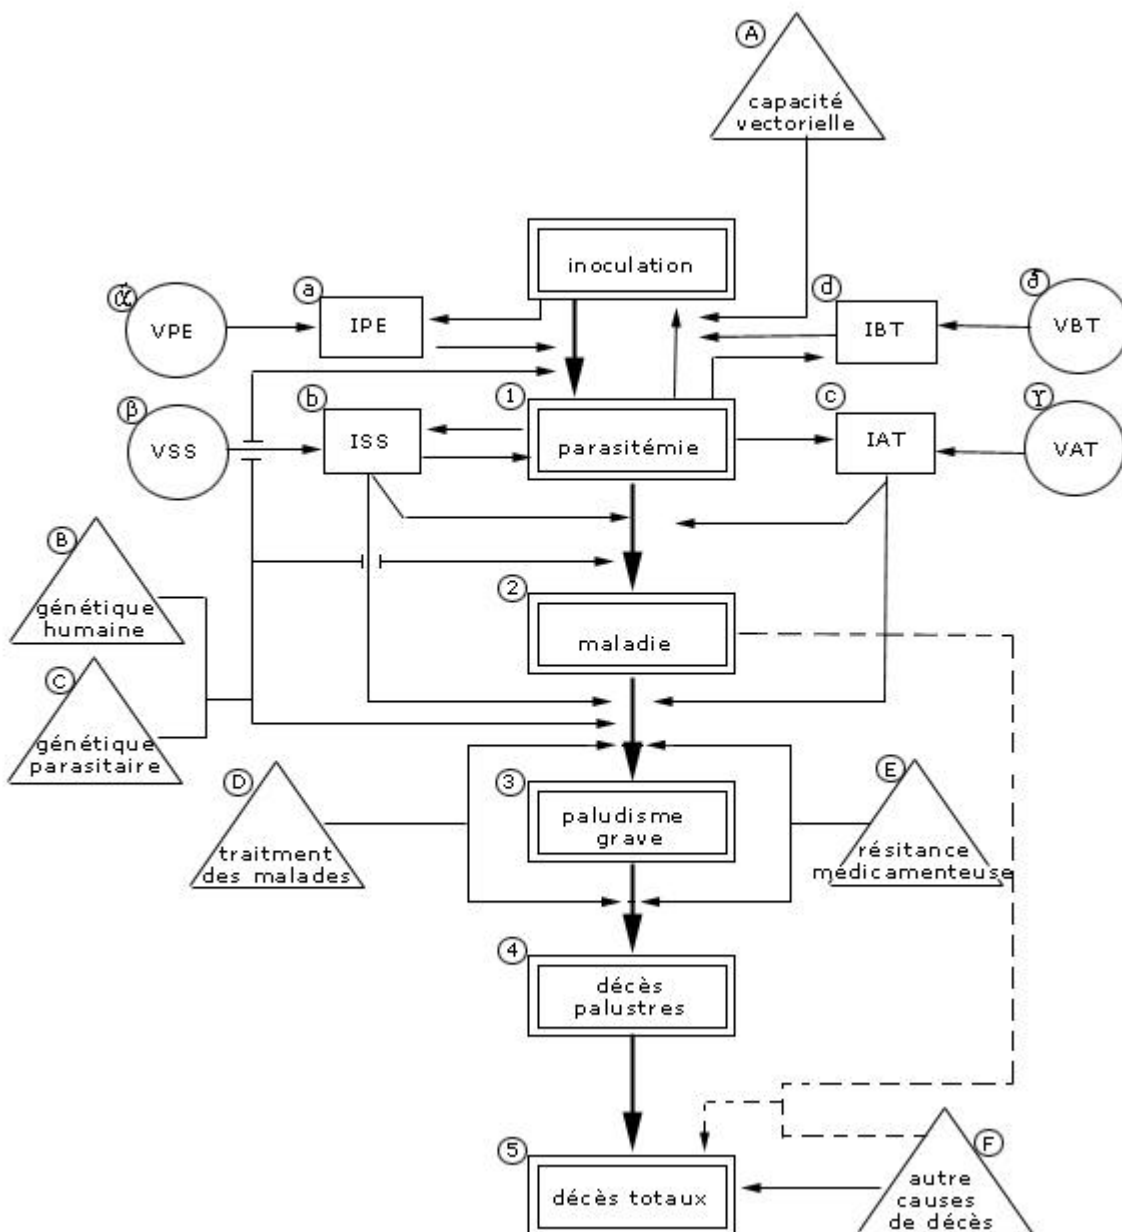 A
capacité
vectorielle
inoculation
α
VPE
a
IPE
d
IBT
δ
VBT
β
VSS
b
ISS
1
parasitémie
c
IAT
γ
VAT
B
génétique
humaine
2
maladie
C
génétique
parasitaire
D
traitment
des malades
3
paludisme
grave
E
résitance
médicamenteuse
4
décès
palustres
5
décès totaux
F
autre
causes
de décès